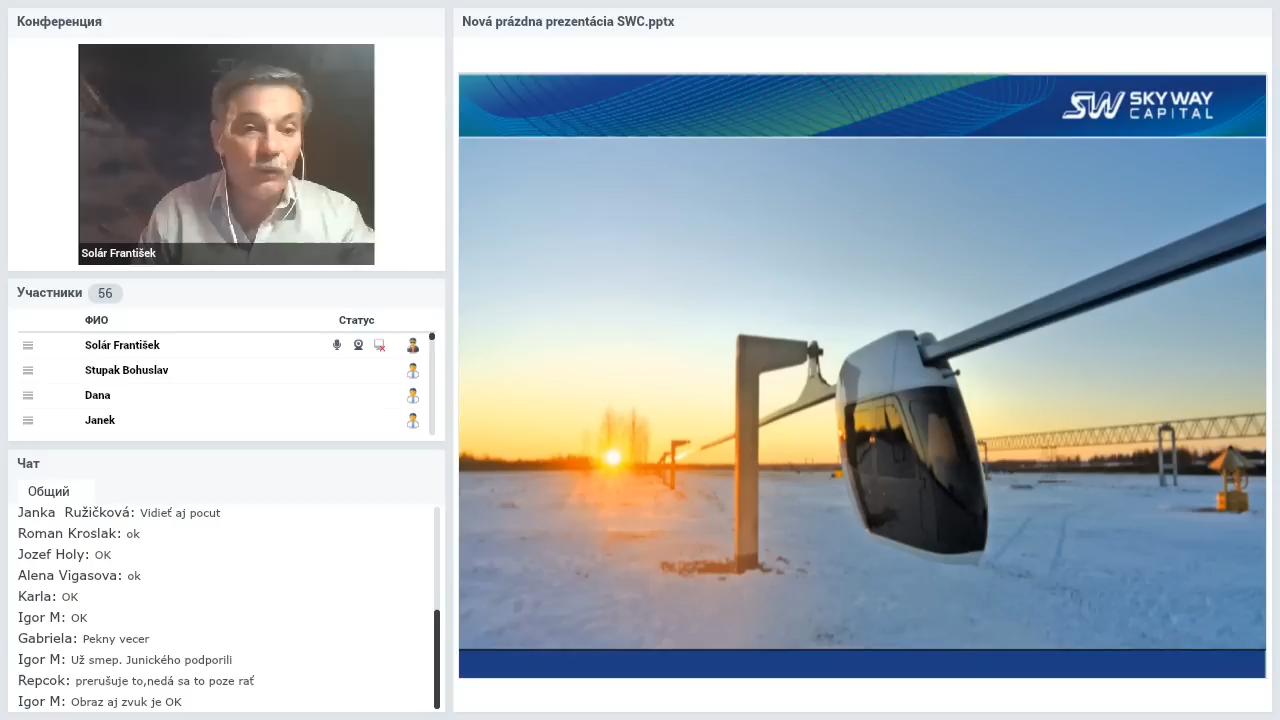 Конференция
Solár František
Участники 56
ФИО Статус
Solár František
Stupak Bohuslav
Dana
Janek
Чат
Общий
Janka Ružičková: Vidieť aj pocut
Roman Kroslak: ok
Jozef Holy: OK
Alena Vigasova: ok
Karla: OK
Igor M: OK
Gabriela: Pekny vecer
Igor M: Už smep. Junického podporili
Repcok: prerušuje to,nedá sa to poze rať
Igor M: Obraz aj zvuk je OK
Nová prázdna prezentácia SWC.pptx
SW SKY WAY
CAPITAL